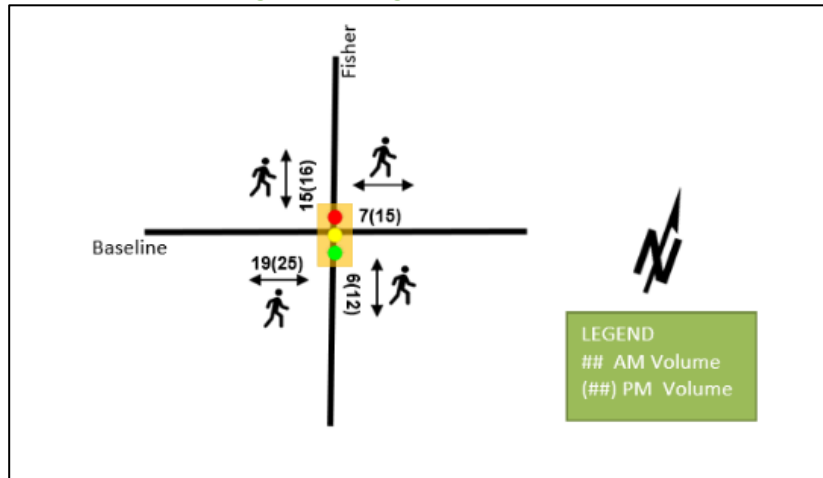 Fisher
15(16)
7(15)
Baseline
19(25)
6(12)
N
LEGEND
## AM Volume
(##) PM Volume